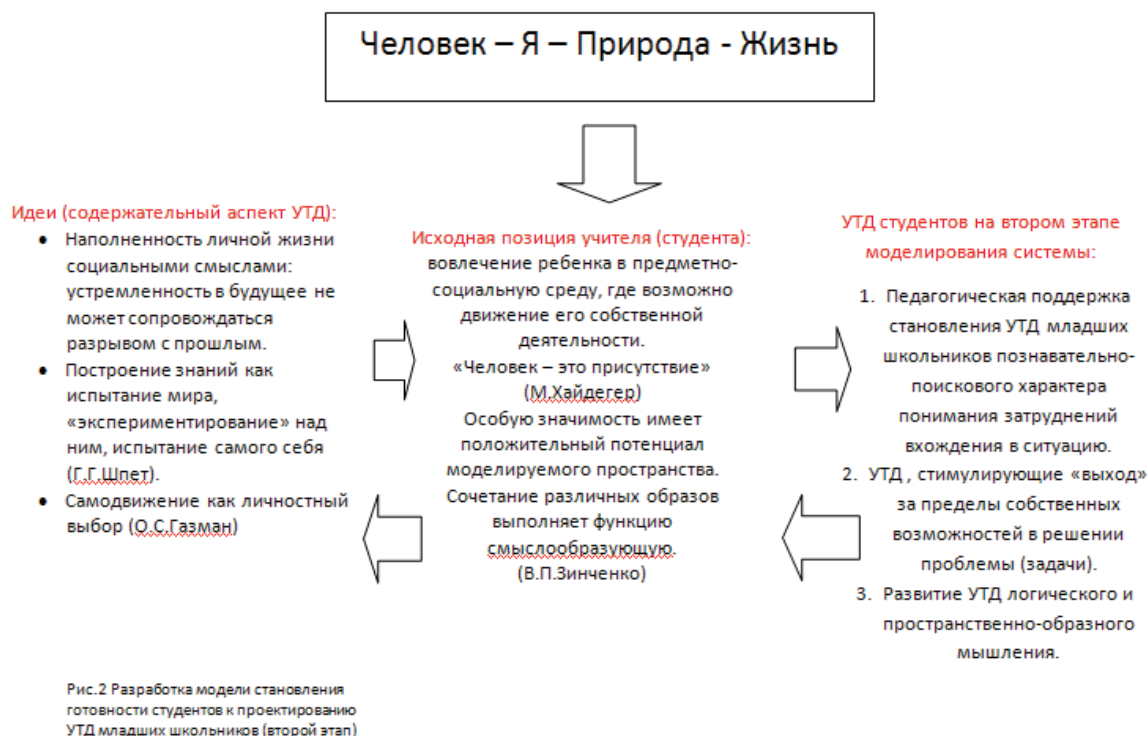 Человек – Я – Природа - Жизнь
Идеи (содержательный аспект УТД):
● Наполненность личной жизни
социальными смыслами:
устремленность в будущее не
может сопровождаться
разрывом с прошлым.
● Построение знаний как
испытание мира,
«экспериментирование» над
ним, испытание самого себя
(Г.Г.Шпет).
● Самодвижение как личностный
выбор (О.С.Газман)
Исходная позиция учителя (студента):
вовлечение ребенка в предметно-
социальную среду, где возможно
движение его собственной
деятельности.
«Человек – это присутствие»
(М.Хайдегер)
Особую значимость имеет
положительный потенциал
моделируемого пространства.
Сочетание различных образов
выполняет функцию
смыслообразующую.
(В.П.Зинченко)
УТД студентов на втором этапе
моделирования системы:
1. Педагогическая поддержка
становления УТД младших
школьников познавательно-
поискового характера
понимания затруднений
вхождения в ситуацию.
2. УТД , стимулирующие «выход»
за пределы собственных
возможностей в решении
проблемы (задачи).
3. Развитие УТД логического и
пространственно-образного
мышления.
Рис.2 Разработка модели становления
готовности студентов к проектированию
УТД младших школьников (второй этап)